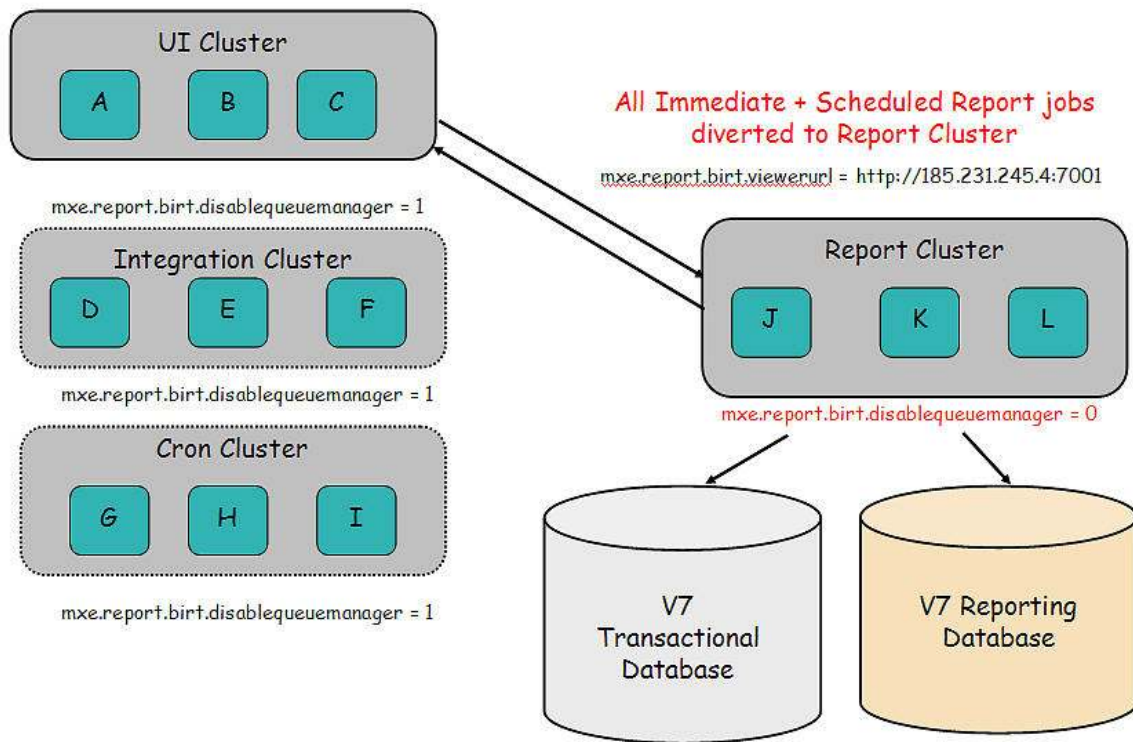 UI Cluster
A B C
All Immediate + Scheduled Report jobs
diverted to Report Cluster
mxe.report.birt.viewerurl = http://185.231.245.4:7001
mxe.report.birt.disablequeuemanager = 1
Integration Cluster
D E F
mxe.report.birt.disablequeuemanager = 1
Cron Cluster
G H I
mxe.report.birt.disablequeuemanager = 1
Report Cluster
J K L
mxe.report.birt.disablequeuemanager = 0
V7
Transactional
Database
V7 Reporting
Database